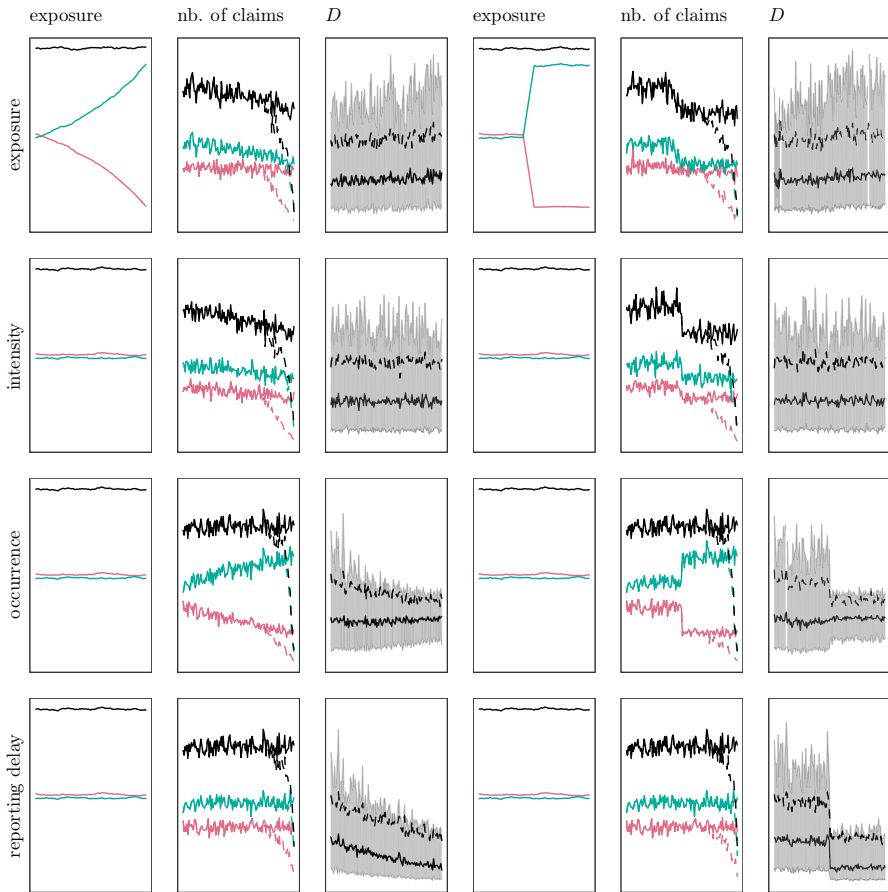 exposure nb. of claims D exposure nb. of claims D
exposure
intensity
occurrence
reporting delay